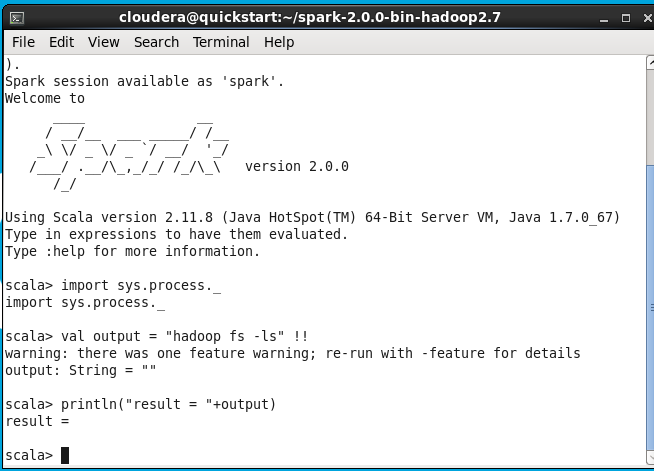 cloudera@quickstart:~/spark-2.0.0-bin-hadoop2.7
File Edit View Search Terminal Help
).
Spark session available as 'spark'.
Welcome to
      ____              __
     / __/__  ___ _____/ /__
    _\ \/ _ \/ _ `/ __/  '_/
   /___/ .__/\_,_/_/ /_/\_\   version 2.0.0
      /_/
Using Scala version 2.11.8 (Java HotSpot(TM) 64-Bit Server VM, Java 1.7.0_67)
Type in expressions to have them evaluated.
Type :help for more information.
scala> import sys.process._
import sys.process._
scala> val output = "hadoop fs -ls" !!
warning: there was one feature warning; re-run with -feature for details
output: String = ""
scala> println("result = "+output)
result =
scala>